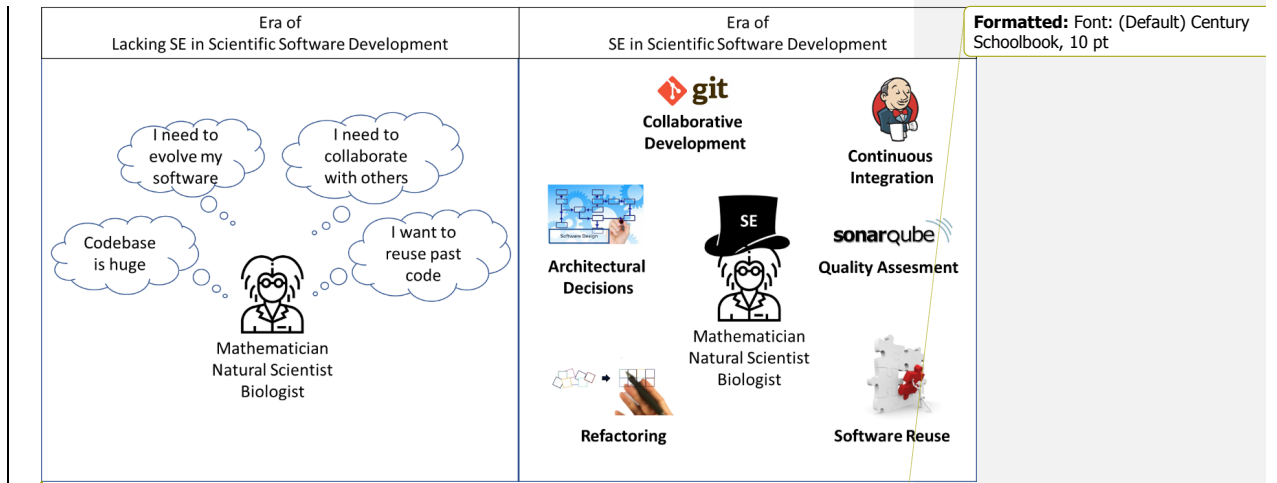 Era of
Lacking SE in Scientific Software Development
Era of
SE in Scientific Software Development
Formatted: Font: (Default) Century
Schoolbook, 10 pt
I need to
evolve my
software
I need to
collaborate
with others
Codebase
is huge
I want to
reuse past
code
Mathematician
Natural Scientist
Biologist
git
Collaborative
Development
Continuous
Integration
Software Design
Architectural
Decisions
SE
sonarqube
Quality Assesment
Mathematician
Natural Scientist
Biologist
Refactoring
Software Reuse